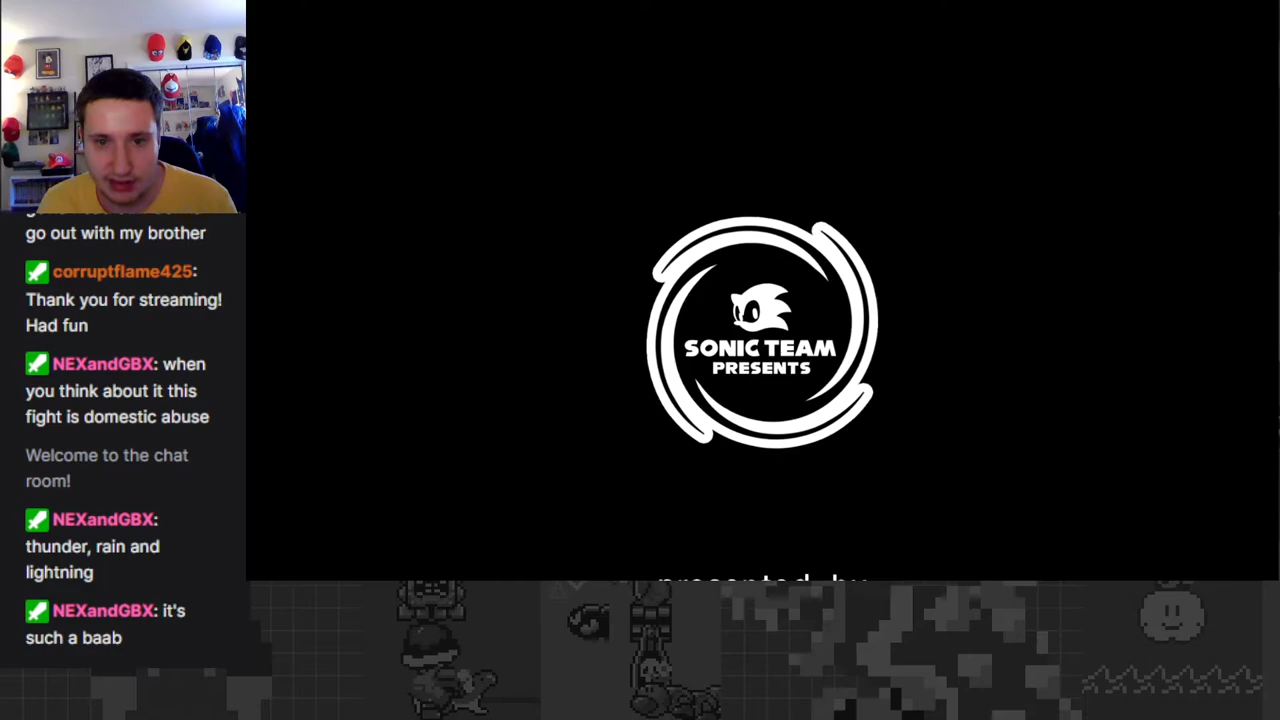 go out with my brother
corruptflame425:
Thank you for streaming!
Had fun
NEXandGBX: when
you think about it this
fight is domestic abuse
Welcome to the chat
room!
NEXandGBX:
thunder, rain and
lightning
NEXandGBX: it's
such a baab
SONIC TEAM
PRESENTS
presented by